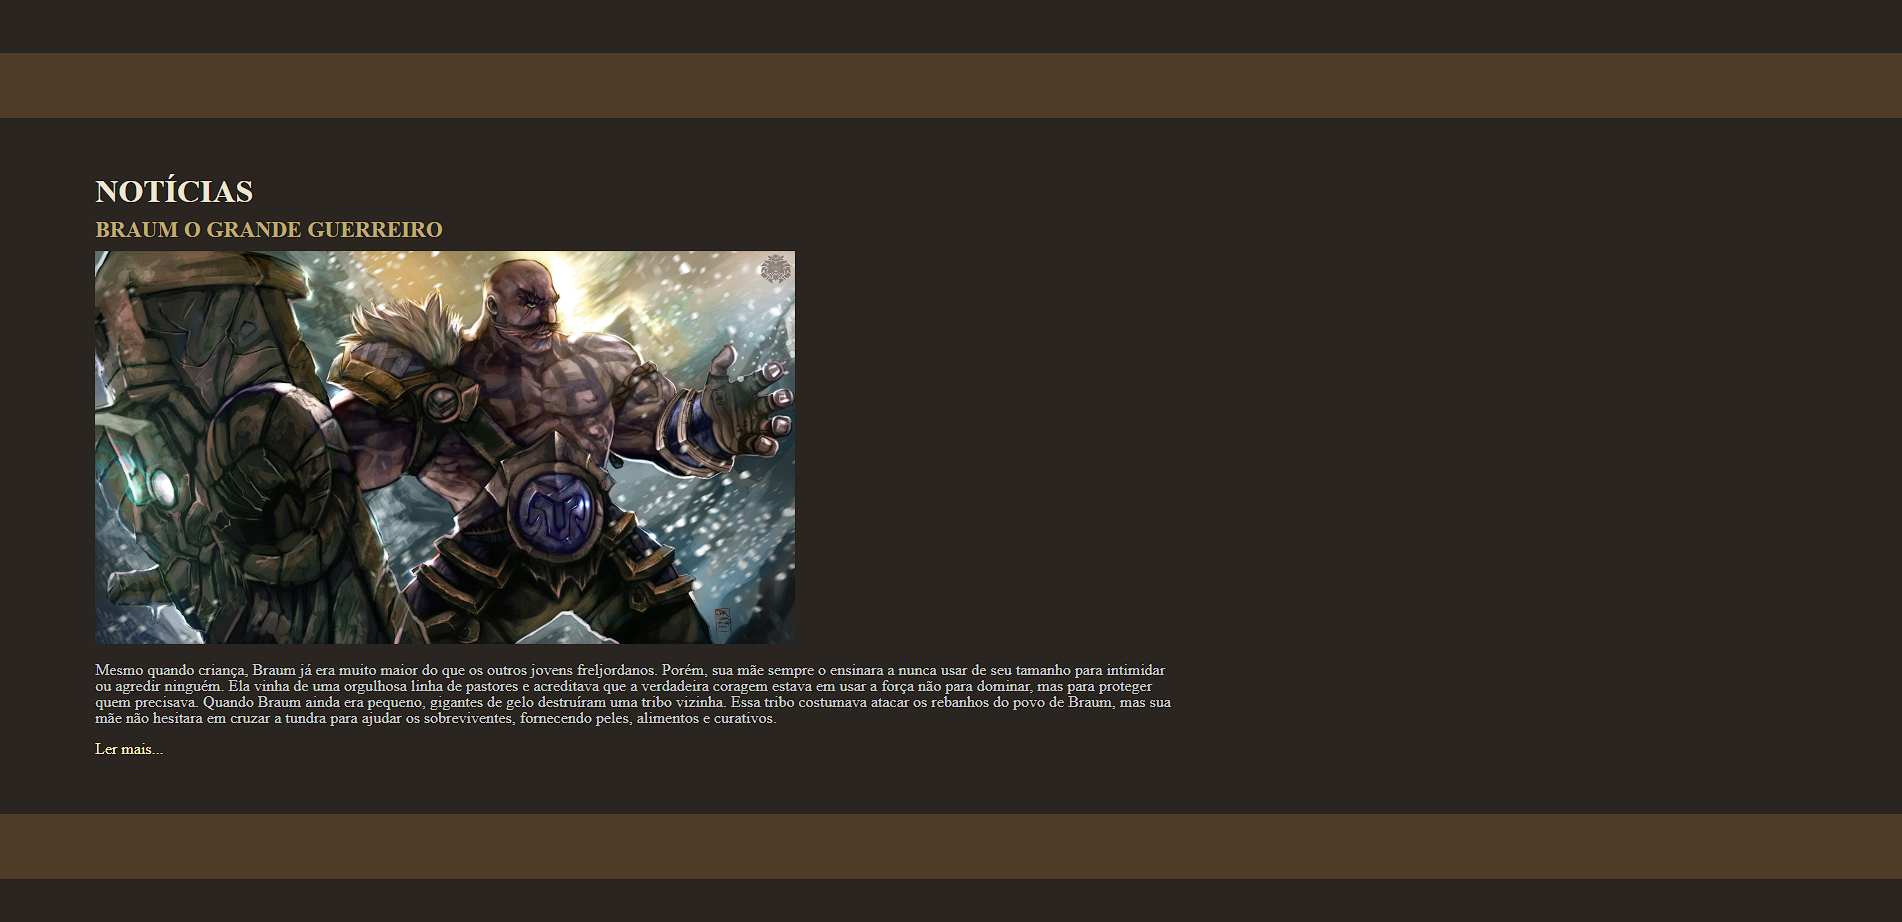 NOTÍCIAS
BRAUM O GRANDE GUERREIRO
Mesmo quando criança, Braum já era muito maior do que os outros jovens freljordanos. Porém, sua mãe sempre o ensinara a nunca usar de seu tamanho para intimidar
ou agredir ninguém. Ela vinha de uma orgulhosa linha de pastores e acreditava que a verdadeira coragem estava em usar a força não para dominar, mas para proteger
quem precisava. Quando Braum ainda era pequeno, gigantes de gelo destruíram uma tribo vizinha. Essa tribo costumava atacar os rebanhos do povo de Braum, mas sua
mãe não hesitara em cruzar a tundra para ajudar os sobreviventes, fornecendo peles, alimentos e curativos.
Ler mais...